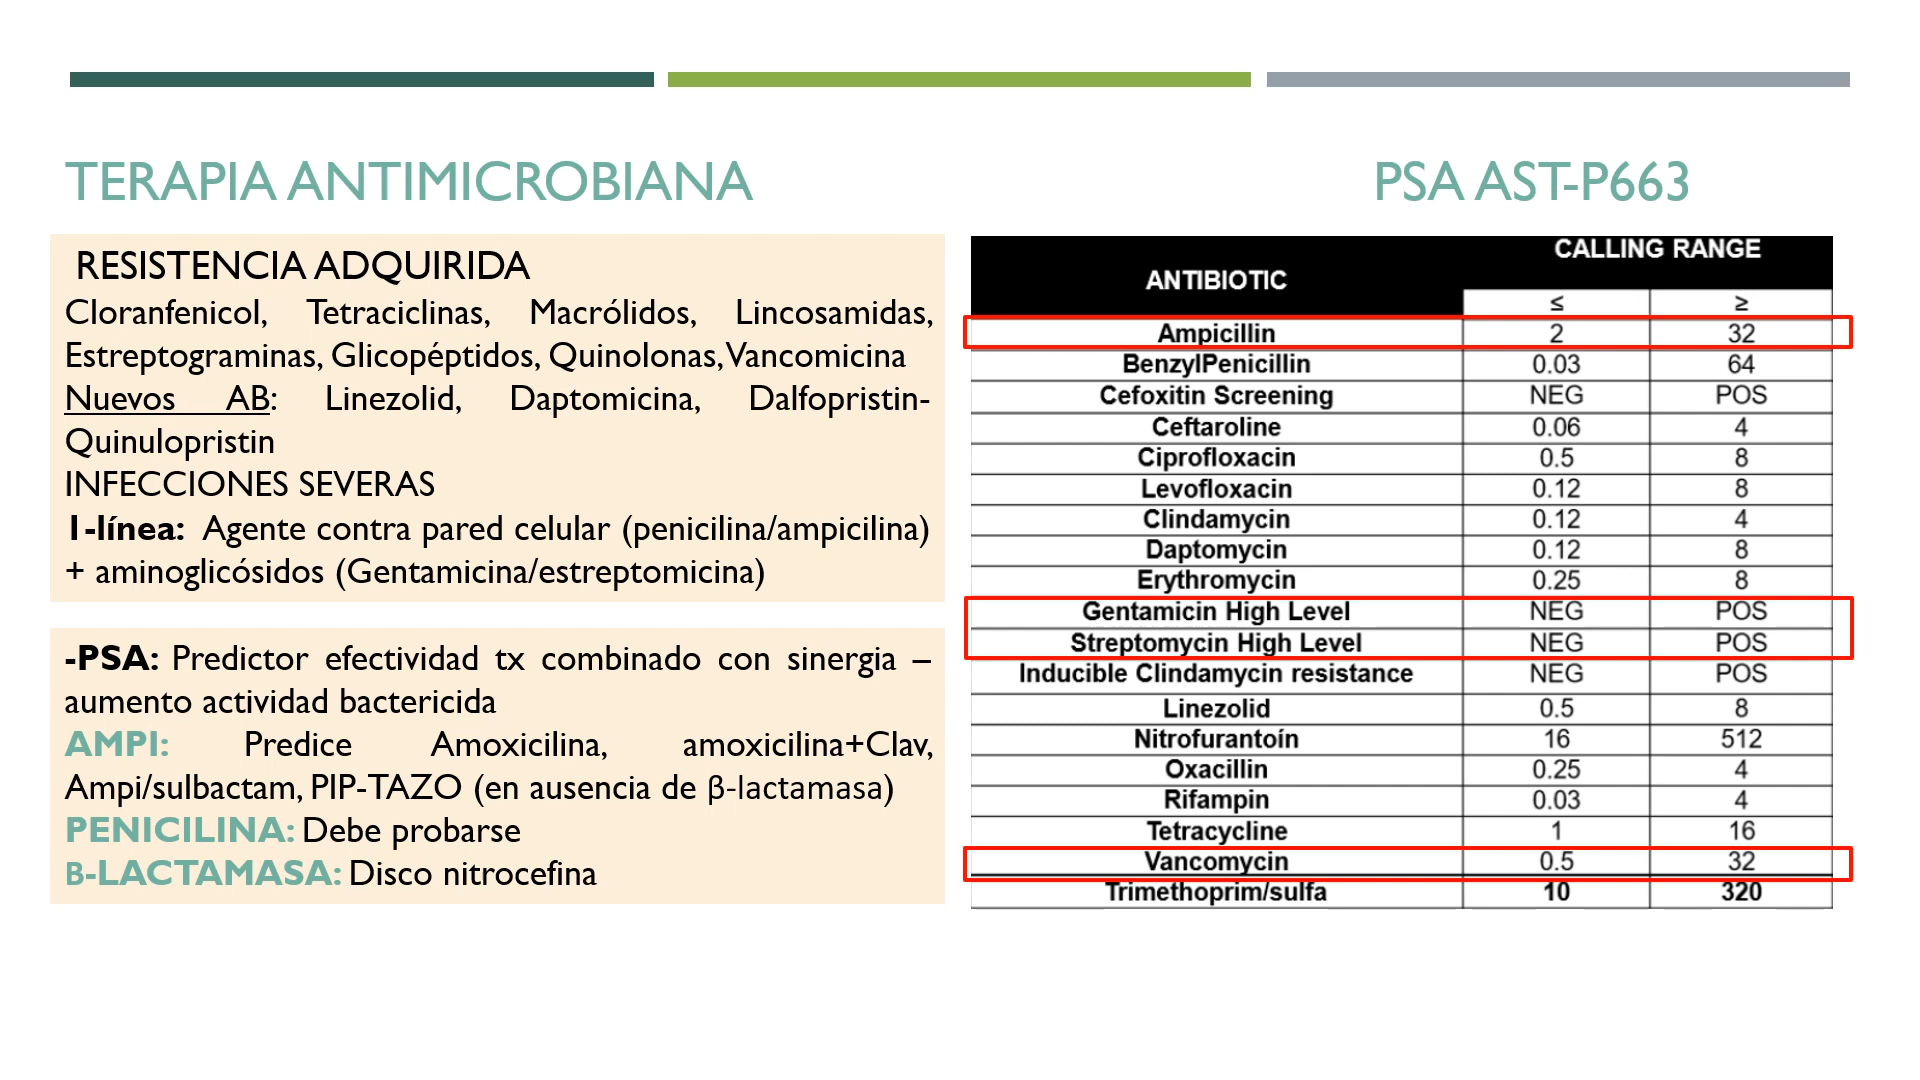 TERAPIA ANTIMICROBIANA
PSA AST-P663
RESISTENCIA ADQUIRIDA
Cloranfenicol, Tetraciclinas, Macrólidos, Lincosamidas,
Estreptograminas, Glicopéptidos, Quinolonas, Vancomicina
Nuevos AB: Linezolid, Daptomicina, Dalfopristin-
Quinulopristin
INFECCIONES SEVERAS
1-línea: Agente contra pared celular (penicilina/ampicilina)
+ aminoglicósidos (Gentamicina/estreptomicina)
-PSA: Predictor efectividad tx combinado con sinergia –
aumento actividad bactericida
AMPI: Predice Amoxicilina, amoxicilina+Clav,
Ampi/sulbactam, PIP-TAZO (en ausencia de β-lactamasa)
PENICILINA: Debe probarse
B-LACTAMASA: Disco nitrocefina
ANTIBIOTIC CALLING RANGE
≤ ≥
Ampicillin 2 32
BenzylPenicillin 0.03 64
Cefoxitin Screening NEG POS
Ceftaroline 0.06 4
Ciprofloxacin 0.5 8
Levofloxacin 0.12 8
Clindamycin 0.12 4
Daptomycin 0.12 8
Erythromycin 0.25 8
Gentamicin High Level NEG POS
Streptomycin High Level NEG POS
Inducible Clindamycin resistance NEG POS
Linezolid 0.5 8
Nitrofurantoín 16 512
Oxacillin 0.25 4
Rifampin 0.03 4
Tetracycline 1 16
Vancomycin 0.5 32
Trimethoprim/sulfa 10 320